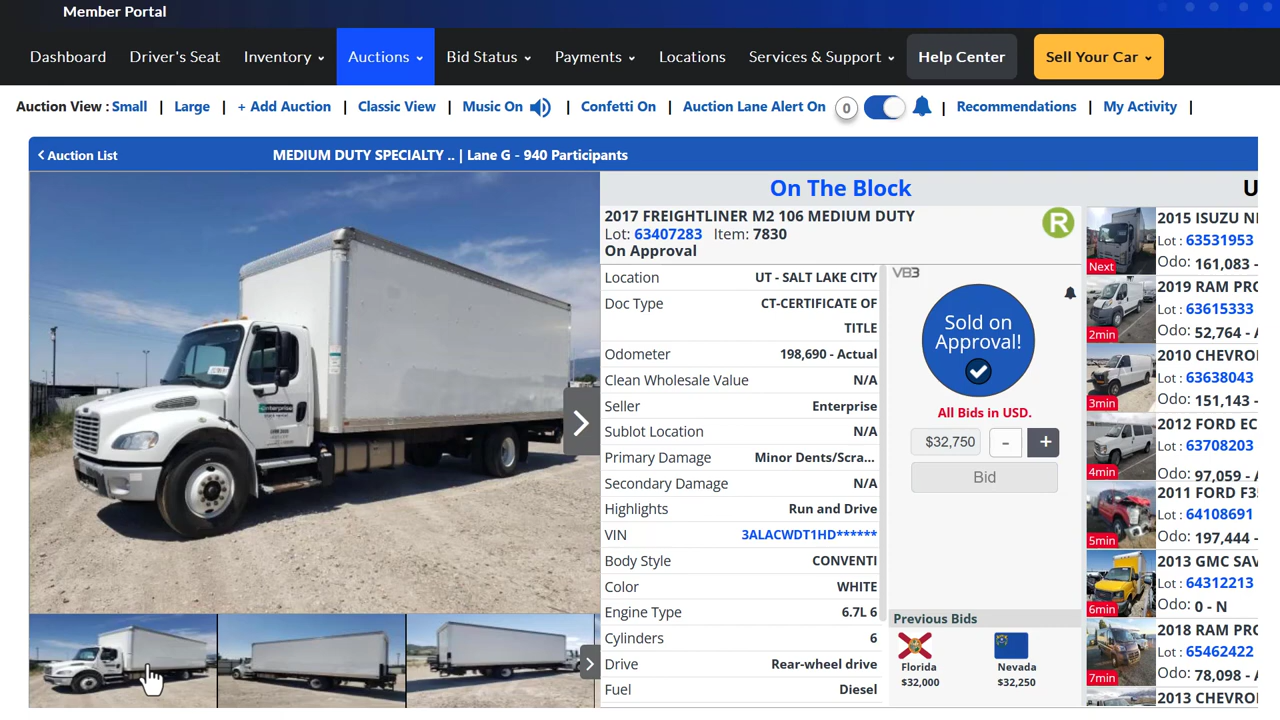 Member Portal
Dashboard Driver's Seat Inventory Auctions Bid Status Payments Locations Services & Support Help Center Sell Your Car
Auction View : Small | Large | + Add Auction | Classic View | Music On | Confetti On | Auction Lane Alert On 0 | Recommendations | My Activity |
Auction List MEDIUM DUTY SPECIALTY .. | Lane G - 940 Participants
On The Block
2017 FREIGHTLINER M2 106 MEDIUM DUTY
Lot: 63407283 Item: 7830
On Approval
R
Location UT - SALT LAKE CITY
Doc Type CT-CERTIFICATE OF
TITLE
Odometer 198,690 - Actual
Clean Wholesale Value N/A
Seller Enterprise
Sublot Location N/A
Primary Damage Minor Dents/Scra...
Secondary Damage N/A
Highlights Run and Drive
VIN 3ALACWDT1HD******
Body Style CONVENTI
Color WHITE
Engine Type 6.7L 6
Cylinders 6
Drive Rear-wheel drive
Fuel Diesel
VB3
Sold on
Approval!
All Bids in USD.
$32,750 - +
Bid
Previous Bids
Florida
$32,000
Nevada
$32,250
2015 ISUZU
Lot : 63531953
Odo: 161,083 -
Next
2019 RAM PRO
Lot : 63615333
Odo: 52,764 - A
2min
2010 CHEVRO
Lot : 63638043
Odo: 151,143 -
3min
2012 FORD EC
Lot : 63708203
Odo: 97,059 - A
4min
2011 FORD F3
Lot : 64108691
Odo: 197,444 -
5min
2013 GMC SAV
Lot : 64312213
Odo: 0 - N
6min
2018 RAM PRO
Lot : 65462422
Odo: 78,098 - A
7min
2013 CHEVRO
enterprise